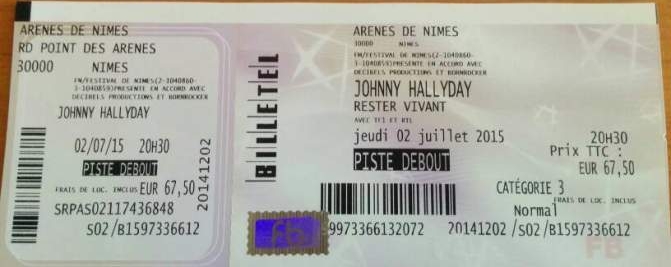 ARENES DE NIMES
RD POINT DES ARENES
30000 NIMES
FM/FESTIVAL DE NIMES(2-1040860-
3-1040859)PRESENTE EN ACCORD AVEC
DECIBELS PRODUCTIONS ET BORNROCKER
JOHNNY HALLYDAY
02/07/15 20H30
PISTE DEBOUT
FRAIS DE LOC. INCLUS EUR 67,50
SRPAS02117436848
S02 /B1597336612
20141202
BILLETEL
ARENES DE NIMES
30000 NIMES
FM/FESTIVAL DE NIMES(2-1040860-
3-1040859)PRESENTE EN ACCORD AVEC
DECIBELS PRODUCTIONS ET BORNROCKER
JOHNNY HALLYDAY
RESTER VIVANT
AVEC TF1 ET RTL
jeudi 02 juillet 2015 20H30
PISTE DEBOUT Prix TTC :
EUR 67,50
CATÉGORIE 3
FRAIS DE LOC. INCLUS
Normal
9973366132072 20141202 /S02 /B1597336612
fb
FB